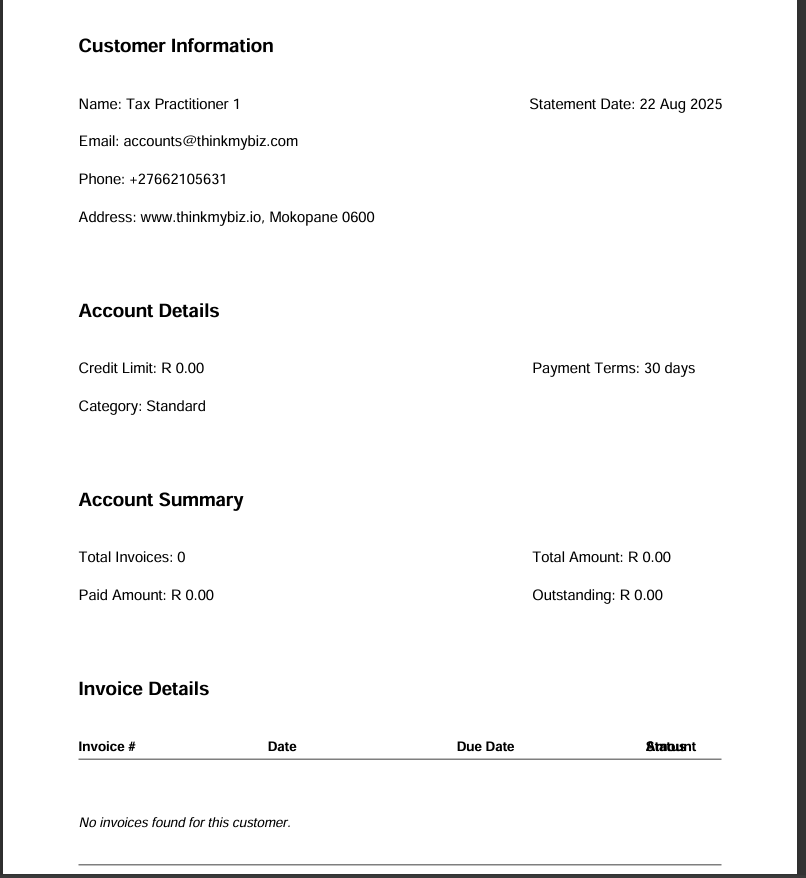 Customer Information
Name: Tax Practitioner 1 Statement Date: 22 Aug 2025
Email: accounts@thinkmybiz.com
Phone: +27662105631
Address: www.thinkmybiz.io, Mokopane 0600
Account Details
Credit Limit: R 0.00 Payment Terms: 30 days
Category: Standard
Account Summary
Total Invoices: 0 Total Amount: R 0.00
Paid Amount: R 0.00 Outstanding: R 0.00
Invoice Details
Invoice # Date Due Date
No invoices found for this customer.